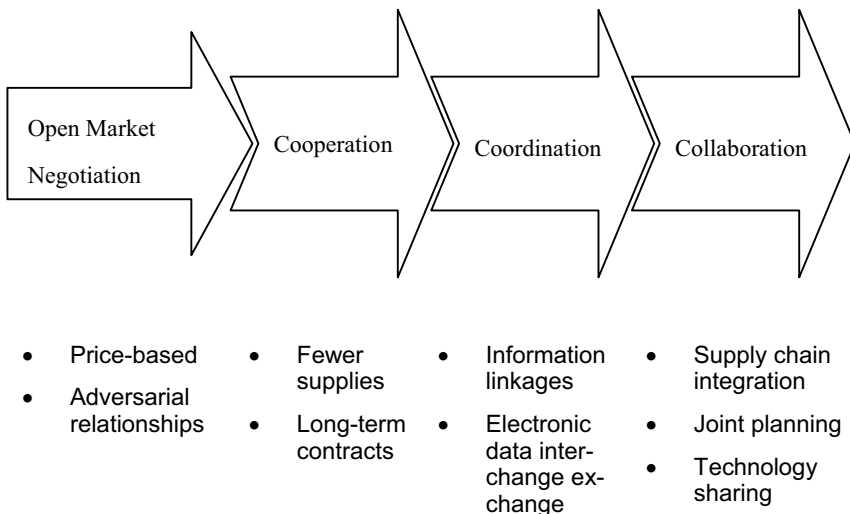 Open Market
Negotiation
Cooperation
Coordination
Collaboration
• Price-based
• Adversarial
relationships
• Fewer
supplies
• Long-term
contracts
• Information
linkages
• Electronic
data inter-
change ex-
change
• Supply chain
integration
• Joint planning
• Technology
sharing